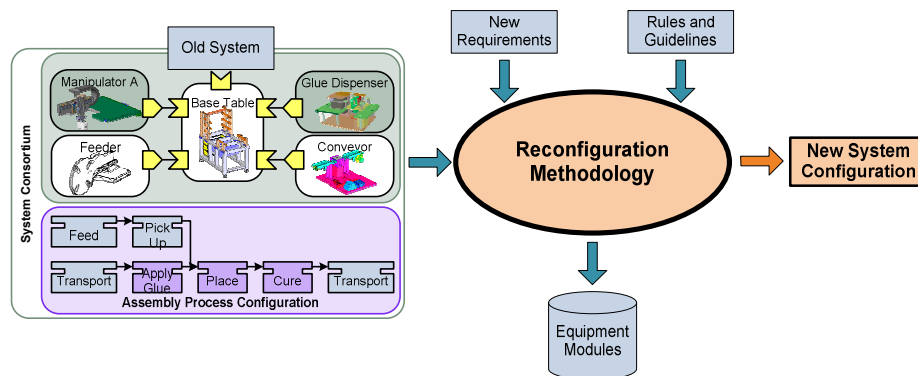 Old System
System Consortium
Manipulator A
Glue Dispenser
Base Table
Feeder
Conveyor
Feed
Pick
Up
Transport
Apply
Glue
Place
Cure
Transport
Assembly Process Configuration
New
Requirements
Rules and
Guidelines
Reconfiguration
Methodology
New System
Configuration
Equipment
Modules